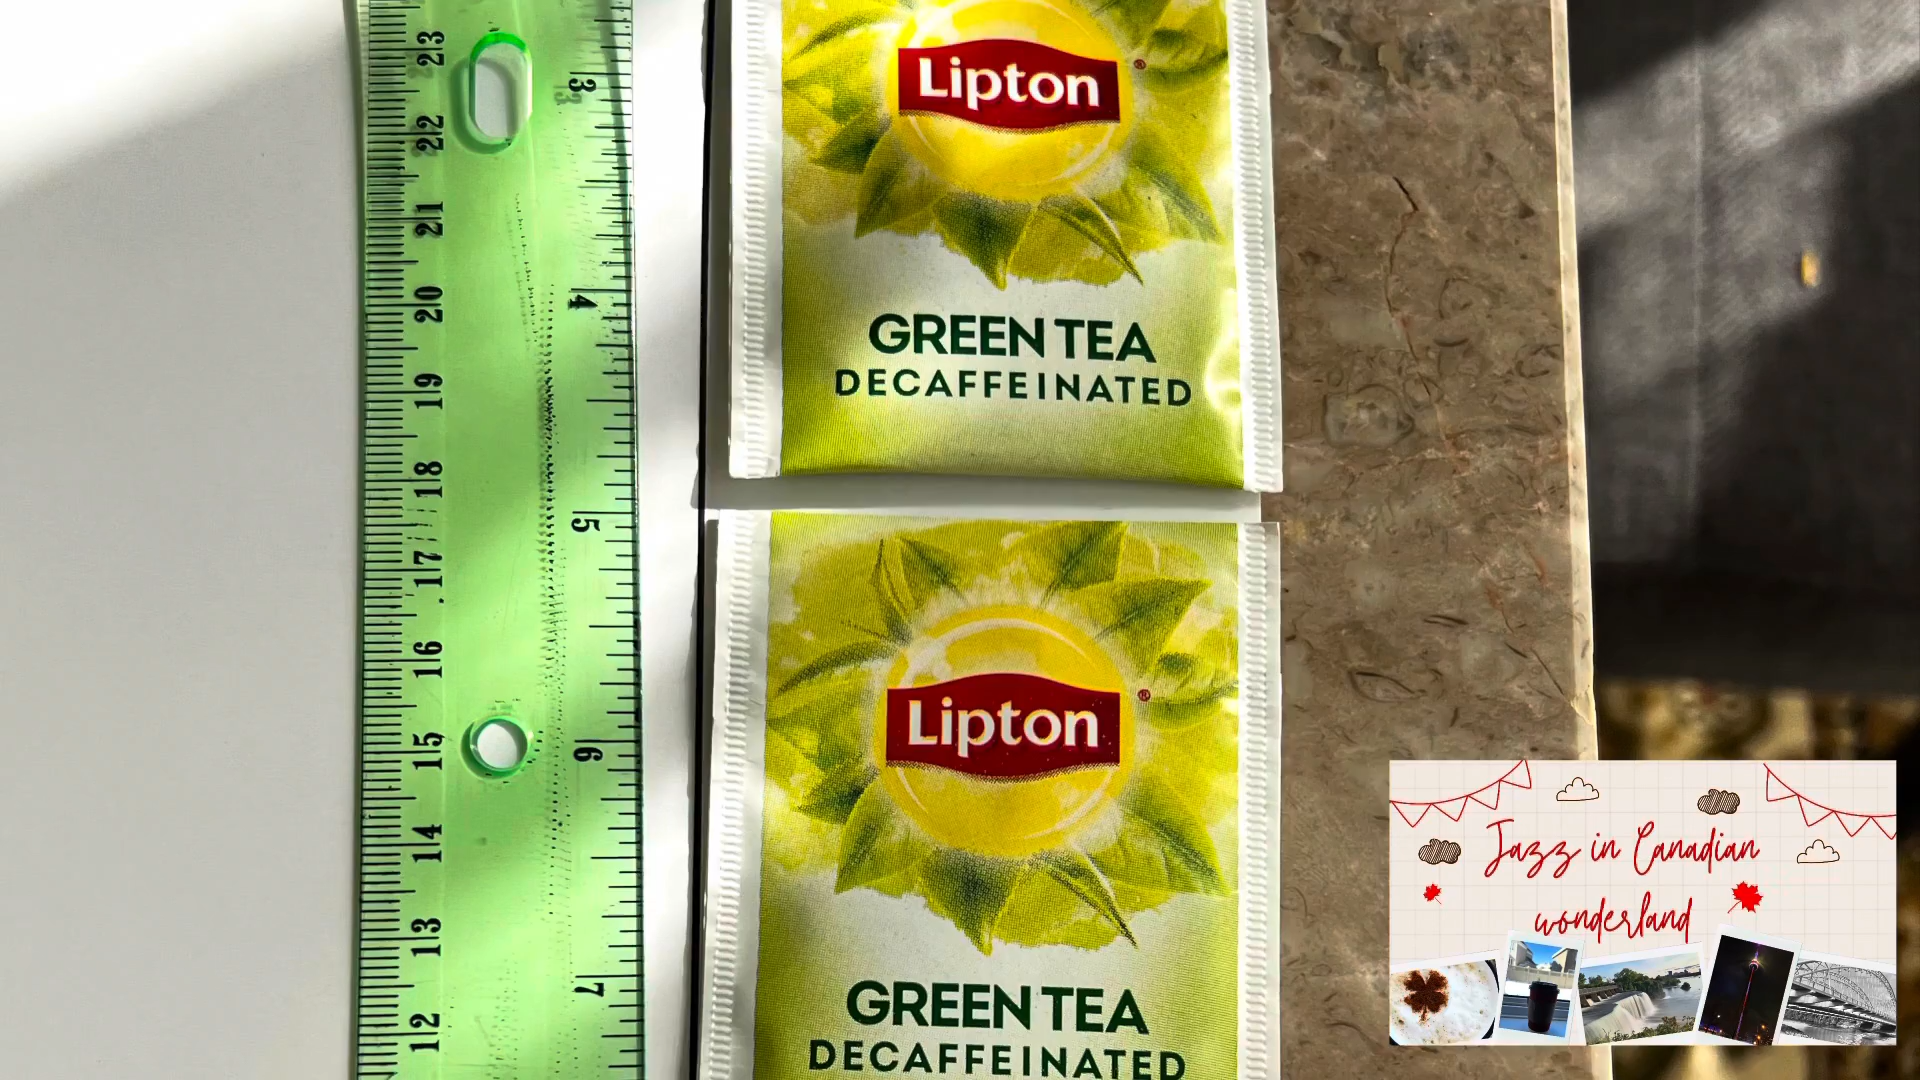 23
22
21
20
19
18
17
16
15
14
13
12
3
4
5
6
7
Lipton®
GREEN TEA
DECAFFEINATED
Lipton®
GREEN TEA
DECAFFEINATED
Jazz in Canadian
wonderland